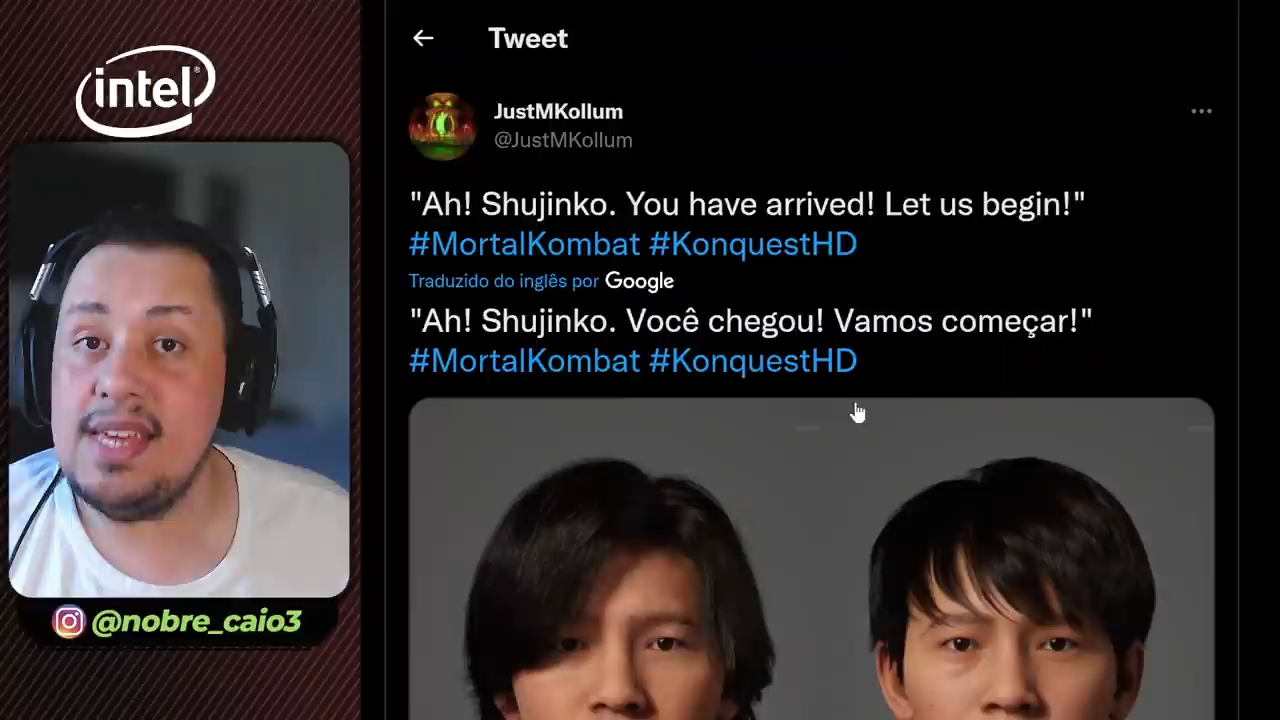 intel
@nobre_caio3
Tweet
JustMKollum
@JustMKollum
"Ah! Shujinko. You have arrived! Let us begin!"
#MortalKombat #KonquestHD
Traduzido do inglês por Google
"Ah! Shujinko. Você chegou! Vamos começar!"
#MortalKombat #KonquestHD